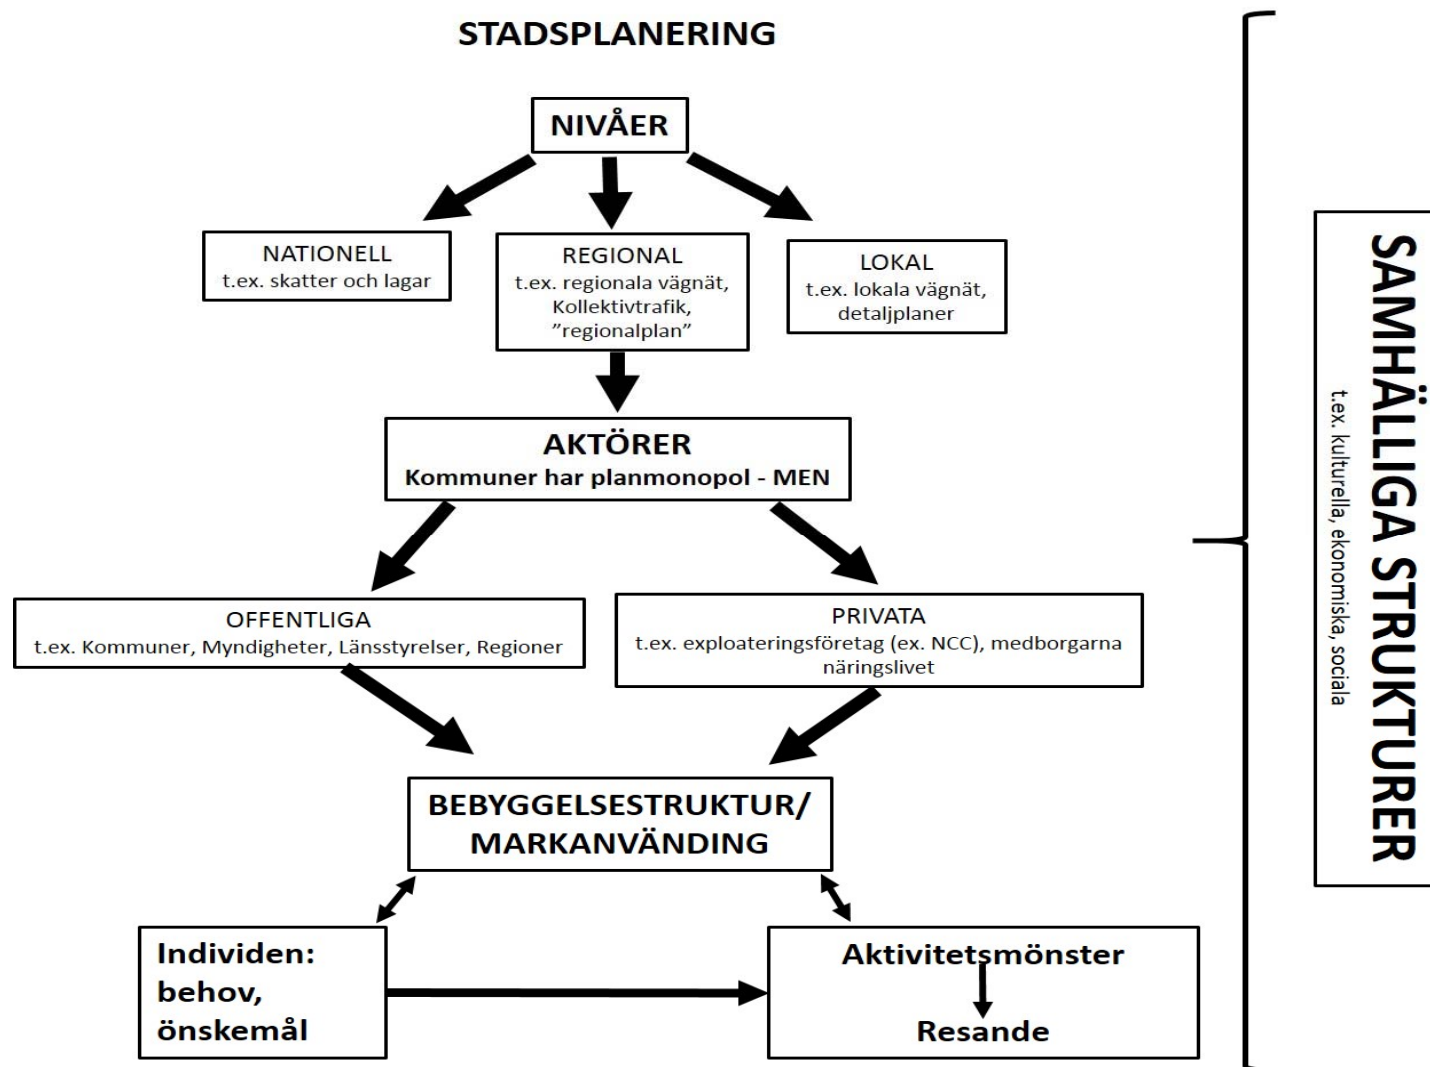 STADSPLANERING
NIVÅER
NATIONELL
t.ex. skatter och lagar
REGIONAL
t.ex. regionala vägnät,
Kollektivtrafik,
”regionalplan”
LOKAL
t.ex. lokala vägnät,
detaljplaner
AKTÖRER
Kommuner har planmonopol - MEN
OFFENTLIGA
t.ex. Kommuner, Myndigheter, Länsstyrelser, Regioner
PRIVATA
t.ex. exploateringsföretag (ex. NCC), medborgarna
näringslivet
BEBYGGELSESTRUKTUR/
MARKANVÄNDING
Individen:
behov,
önskemål
Aktivitetsmönster
Resande
SAMHÄLLIGA STRUKTURER
t.ex. kulturella, ekonomiska, sociala